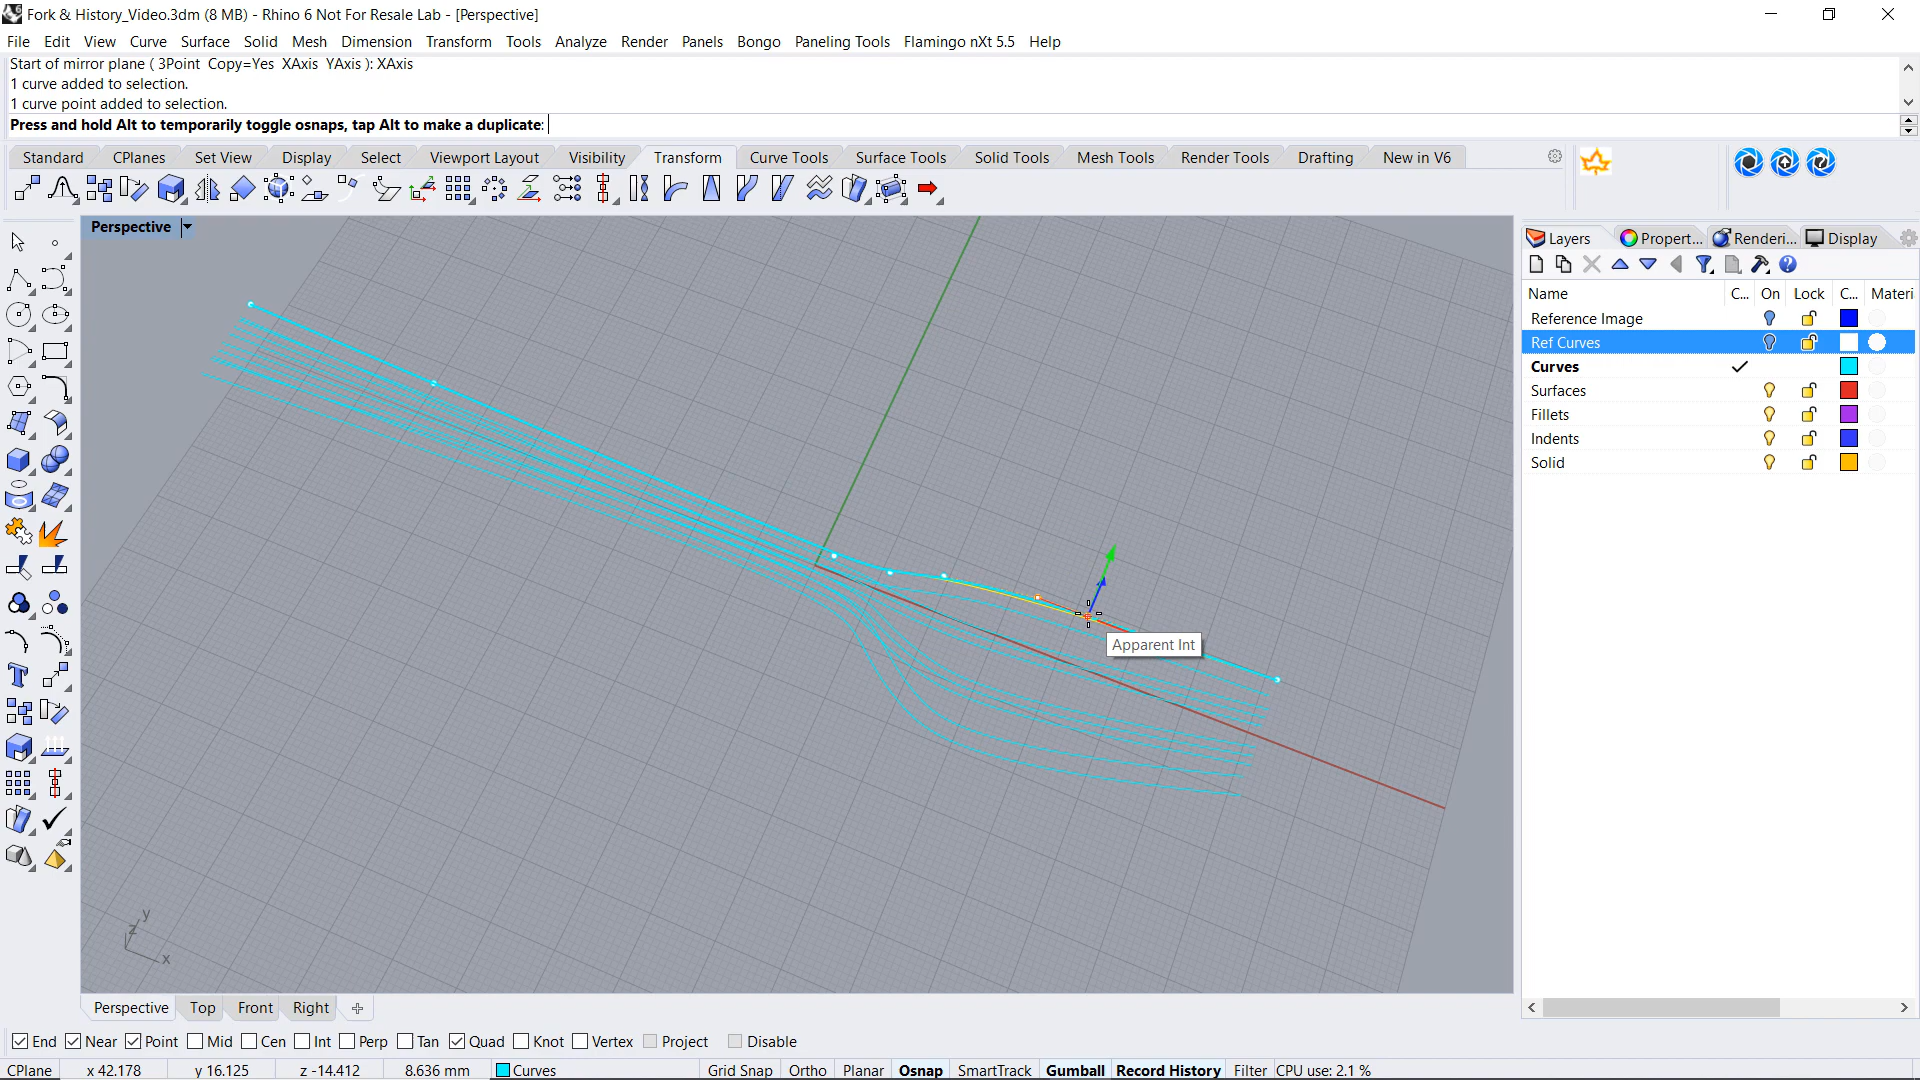 Fork & History_Video.3dm (8 MB) - Rhino 6 Not For Resale Lab - [Perspective]
File Edit View Curve Surface Solid Mesh Dimension Transform Tools Analyze Render Panels Bongo Paneling Tools Flamingo nXt 5.5 Help
Start of mirror plane ( 3Point Copy=Yes XAxis YAxis ): XAxis
1 curve added to selection.
1 curve point added to selection.
Press and hold Alt to temporarily toggle osnaps, tap Alt to make a duplicate:
Standard CPlanes Set View Display Select Viewport Layout Visibility Transform Curve Tools Surface Tools Solid Tools Mesh Tools Render Tools Drafting New in V6
Perspective
Layers Propert... Renderi... Display
Name C... On Lock C... Materi
Reference Image
Ref Curves
Curves
Surfaces
Fillets
Indents
Solid
Apparent Int
y
z
x
Perspective Top Front Right
End Near Point Mid Cen Int Perp Tan Quad Knot Vertex Project Disable
CPlane x 42.178 y 16.125 z -14.412 8.636 mm Curves Grid Snap Ortho Planar Osnap SmartTrack Gumball Record History Filter CPU use: 2.1 %